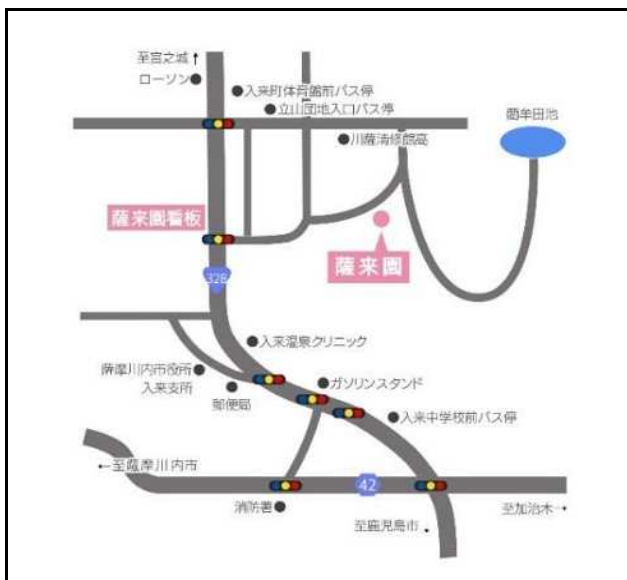 至宮之城↑
ローソン
入来町体育館前バス停
立山団地入口バス停
藺牟田池
川薩清修館高
薩来園看板
薩来園
328
入来温泉クリニック
薩摩川内市役所
入来支所
ガソリンスタンド
郵便局
入来中学校前バス停
←至薩摩川内市
42
消防署
至加治木→
至鹿児島市↓